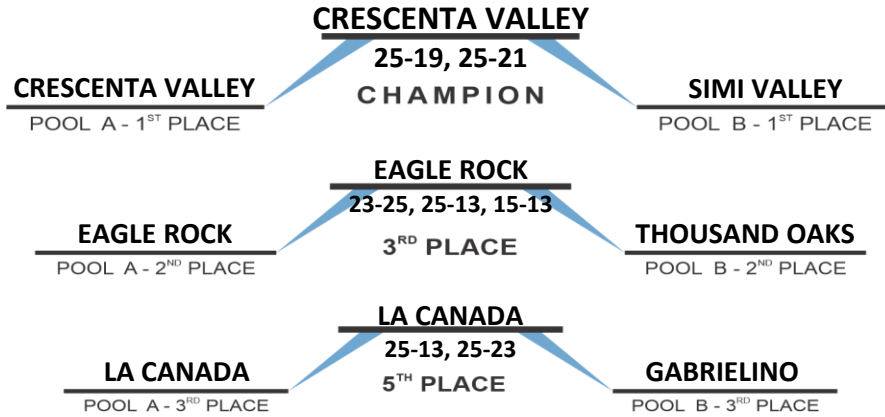 CRESCENTA VALLEY
25-19, 25-21
CHAMPION
CRESCENTA VALLEY
POOL A - 1ST PLACE
SIMI VALLEY
POOL B - 1ST PLACE
EAGLE ROCK
23-25, 25-13, 15-13
3RD PLACE
EAGLE ROCK
POOL A - 2ND PLACE
THOUSAND OAKS
POOL B - 2ND PLACE
LA CANADA
25-13, 25-23
5TH PLACE
LA CANADA
POOL A - 3RD PLACE
GABRIELINO
POOL B - 3RD PLACE